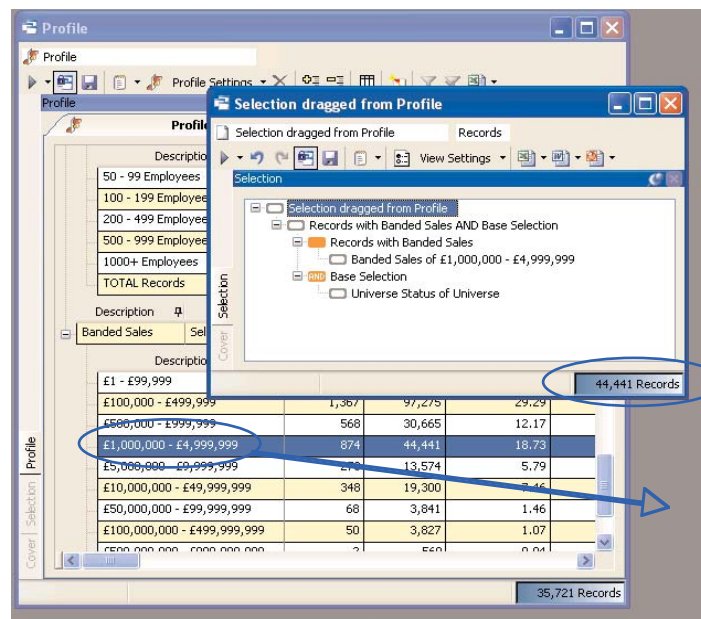 Profile
Profile
Profile Settings
Profile
Profile
50 - 99 Employees
100 - 199 Employee
200 - 499 Employee
500 - 999 Employee
1000+ Employees
TOTAL Records
Description
Banded Sales Sel
£1 - £99,999
£100,000 - £499,999 1,367 97,275 29.29
£500,000 - £999,999 568 30,665 12.17
£1,000,000 - £4,999,999 874 44,441 18.73
£5,000,000 - £9,999,999 13,574 5.79
£10,000,000 - £49,999,999 348 19,300 7.46
£50,000,000 - £99,999,999 68 3,841 1.46
£100,000,000 - £499,999,999 50 3,827 1.07
Profile
Selection
Cover
35,721 Records
Selection dragged from Profile
Selection dragged from Profile Records
View Settings
Selection
Selection dragged from Profile
Records with Banded Sales AND Base Selection
Records with Banded Sales
Banded Sales of £1,000,000 - £4,999,999
AND Base Selection
Universe Status of Universe
Selection
Cover
44,441 Records